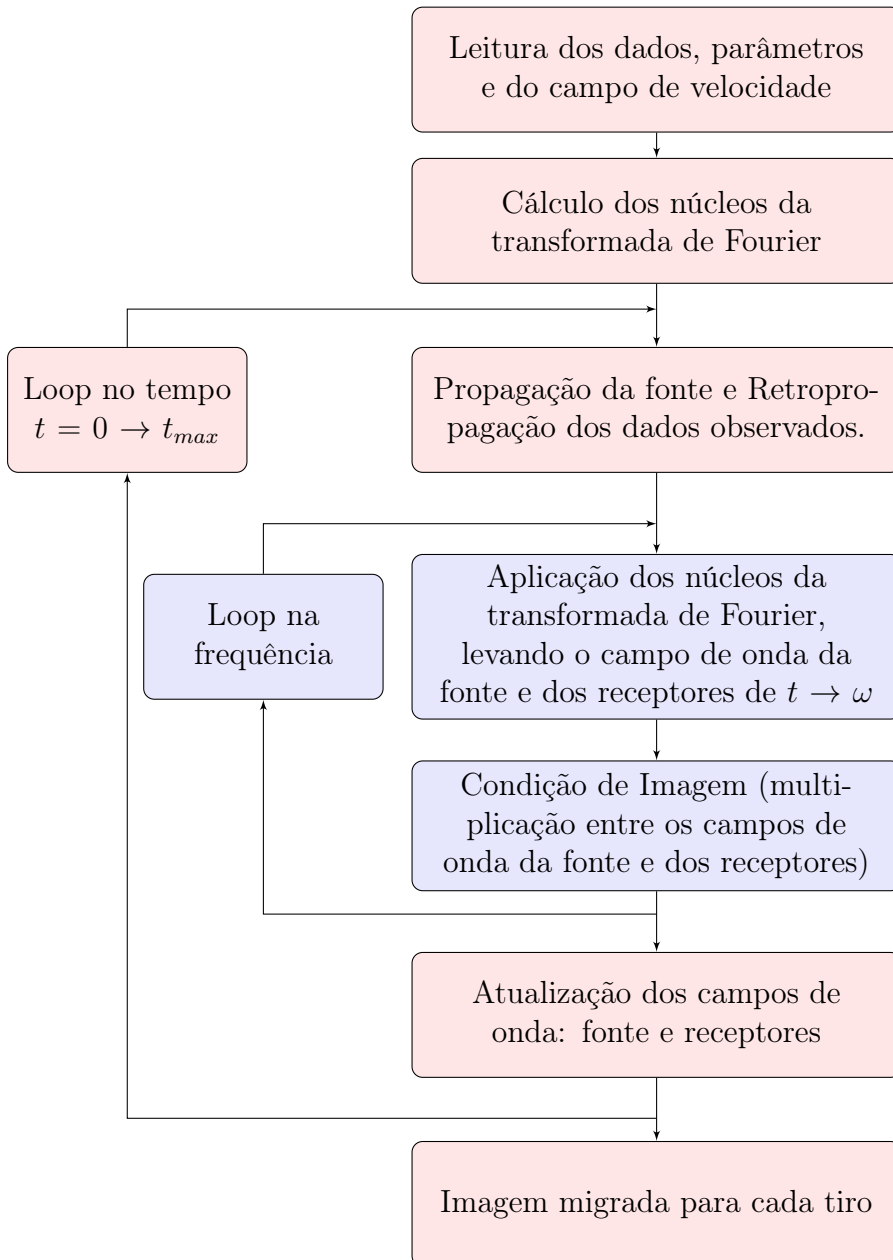 Leitura dos dados, parâmetros
e do campo de velocidade
Cálculo dos núcleos da
transformada de Fourier
Loop no tempo
t = 0 → t_{max}
Propagação da fonte e Retropro-
pagação dos dados observados.
Loop na
frequência
Aplicação dos núcleos da
transformada de Fourier,
levando o campo de onda da
fonte e dos receptores de t → ω
Condição de Imagem (multi-
plicação entre os campos de
onda da fonte e dos receptores)
Atualização dos campos de
onda: fonte e receptores
Imagem migrada para cada tiro